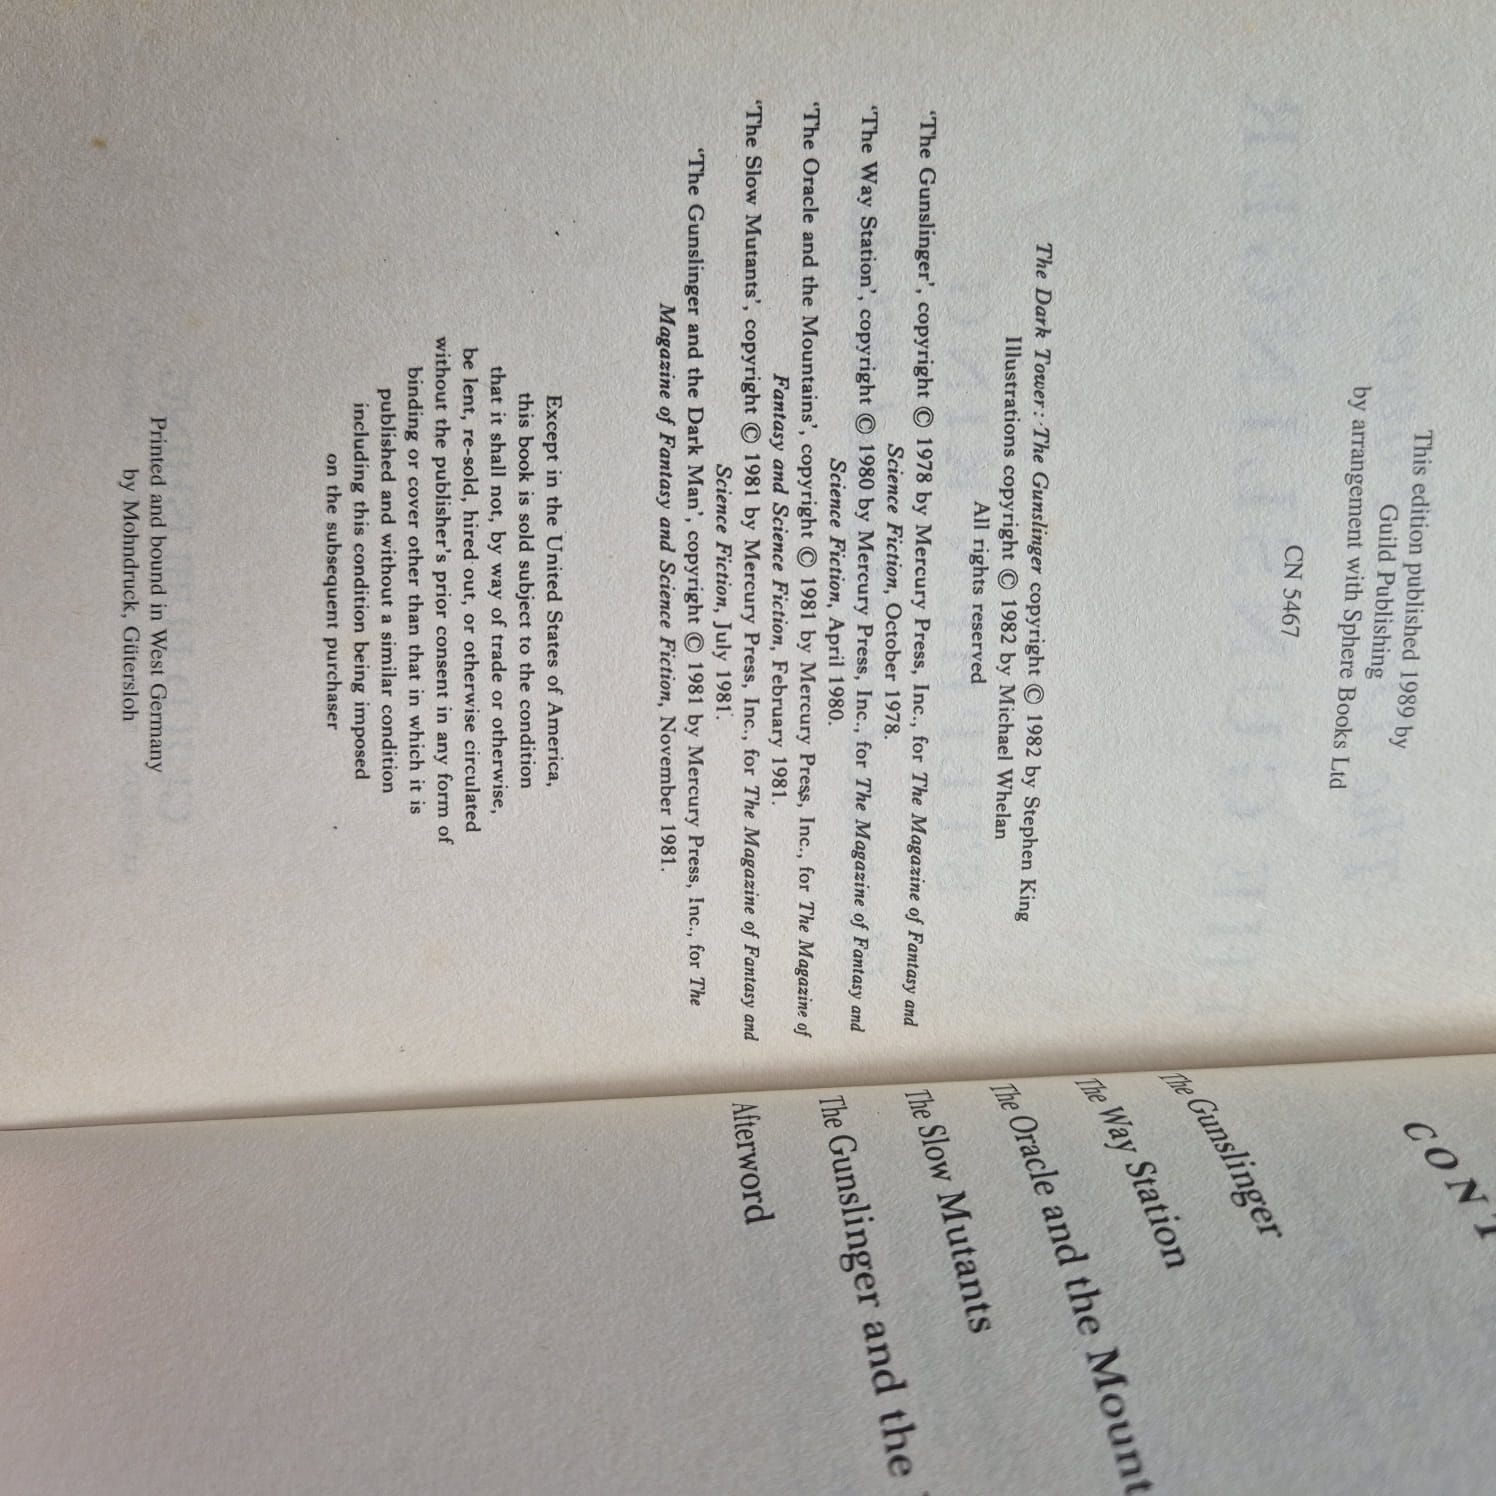 This edition published 1989 by
Guild Publishing
by arrangement with Sphere Books Ltd
CN 5467
The Dark Tower: The Gunslinger copyright © 1982 by Stephen King
Illustrations copyright © 1982 by Michael Whelan
All rights reserved
'The Gunslinger', copyright © 1978 by Mercury Press, Inc., for The Magazine of Fantasy and
Science Fiction, October 1978.
'The Way Station', copyright © 1980 by Mercury Press, Inc., for The Magazine of Fantasy and
Science Fiction, April 1980.
'The Oracle and the Mountains', copyright © 1981 by Mercury Press, Inc., for The Magazine of
Fantasy and Science Fiction, February 1981.
'The Slow Mutants', copyright © 1981 by Mercury Press, Inc., for The Magazine of Fantasy and
Science Fiction, July 1981.
'The Gunslinger and the Dark Man', copyright © 1981 by Mercury Press, Inc., for The
Magazine of Fantasy and Science Fiction, November 1981.
Except in the United States of America,
this book is sold subject to the condition
that it shall not, by way of trade or otherwise,
be lent, re-sold, hired out, or otherwise circulated
without the publisher's prior consent in any form of
binding or cover other than that in which it is
published and without a similar condition
including this condition being imposed
on the subsequent purchaser
Printed and bound in West Germany
by Mohndruck, Gütersloh
CONT
The Gunslinger
The Way Station
The Oracle and the Mount
The Slow Mutants
The Gunslinger and the
Afterword